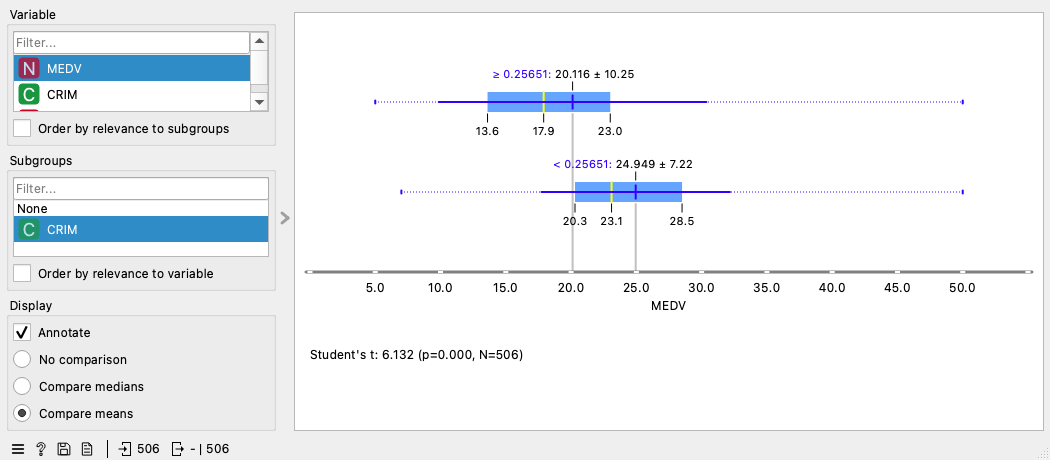 Variable
Filter...
N MEDV
C CRIM
Order by relevance to subgroups
Subgroups
Filter...
None
C CRIM
Order by relevance to variable
Display
Annotate
No comparison
Compare medians
Compare means
? 506 - | 506
≥ 0.25651: 20.116 ± 10.25
13.6 17.9 23.0
< 0.25651: 24.949 ± 7.22
20.3 23.1 28.5
5.0 10.0 15.0 20.0 25.0 30.0 35.0 40.0 45.0 50.0
MEDV
Student's t: 6.132 (p=0.000, N=506)